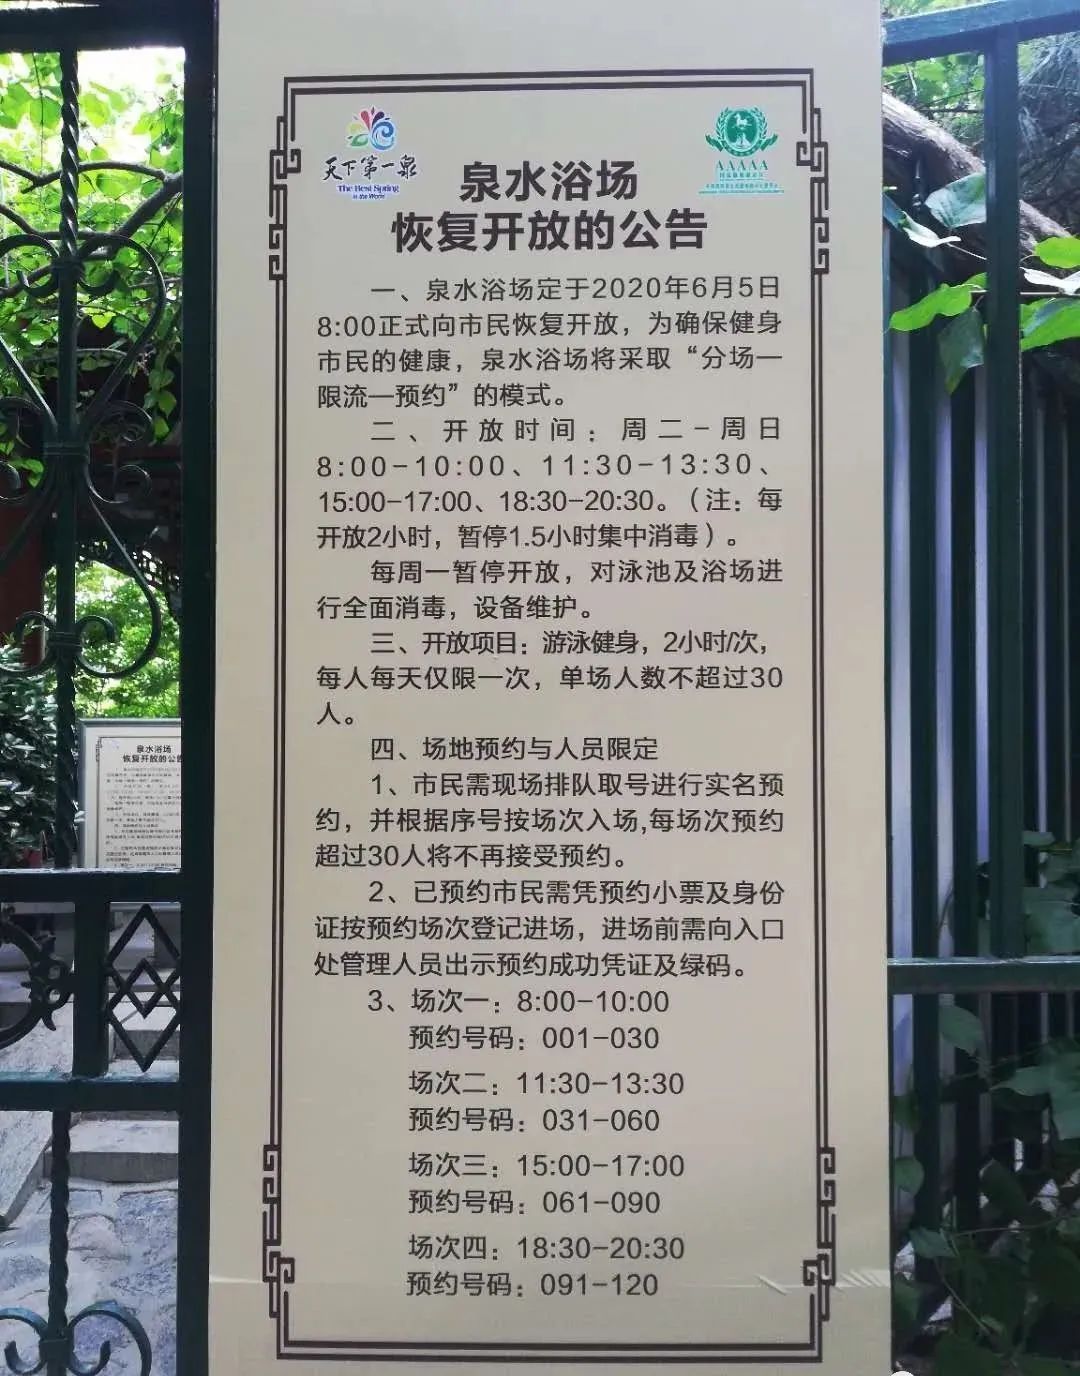 天下第一泉
The Best Spring
in the World
AAAAA
泉水浴场
恢复开放的公告
一、泉水浴场定于2020年6月5日
8:00正式向市民恢复开放，为确保健身
市民的健康，泉水浴场将采取“分场—
限流—预约”的模式。
二、开放时间：周二-周日
8:00-10:00、11:30-13:30、
15:00-17:00、18:30-20:30。（注：每
开放2小时，暂停1.5小时集中消毒）。
每周一暂停开放，对泳池及浴场进
行全面消毒，设备维护。
三、开放项目：游泳健身，2小时/次，
每人每天仅限一次，单场人数不超过30
人。
四、场地预约与人员限定
1、市民需现场排队取号进行实名预
约，并根据序号按场次入场,每场次预约
超过30人将不再接受预约。
2、已预约市民需凭预约小票及身份
证按预约场次登记进场，进场前需向入口
处管理人员出示预约成功凭证及绿码。
3、场次一：8:00-10:00
预约号码：001-030
场次二：11:30-13:30
预约号码：031-060
场次三：15:00-17:00
预约号码：061-090
场次四：18:30-20:30
预约号码：091-120
泉水浴场
恢复开放的公告